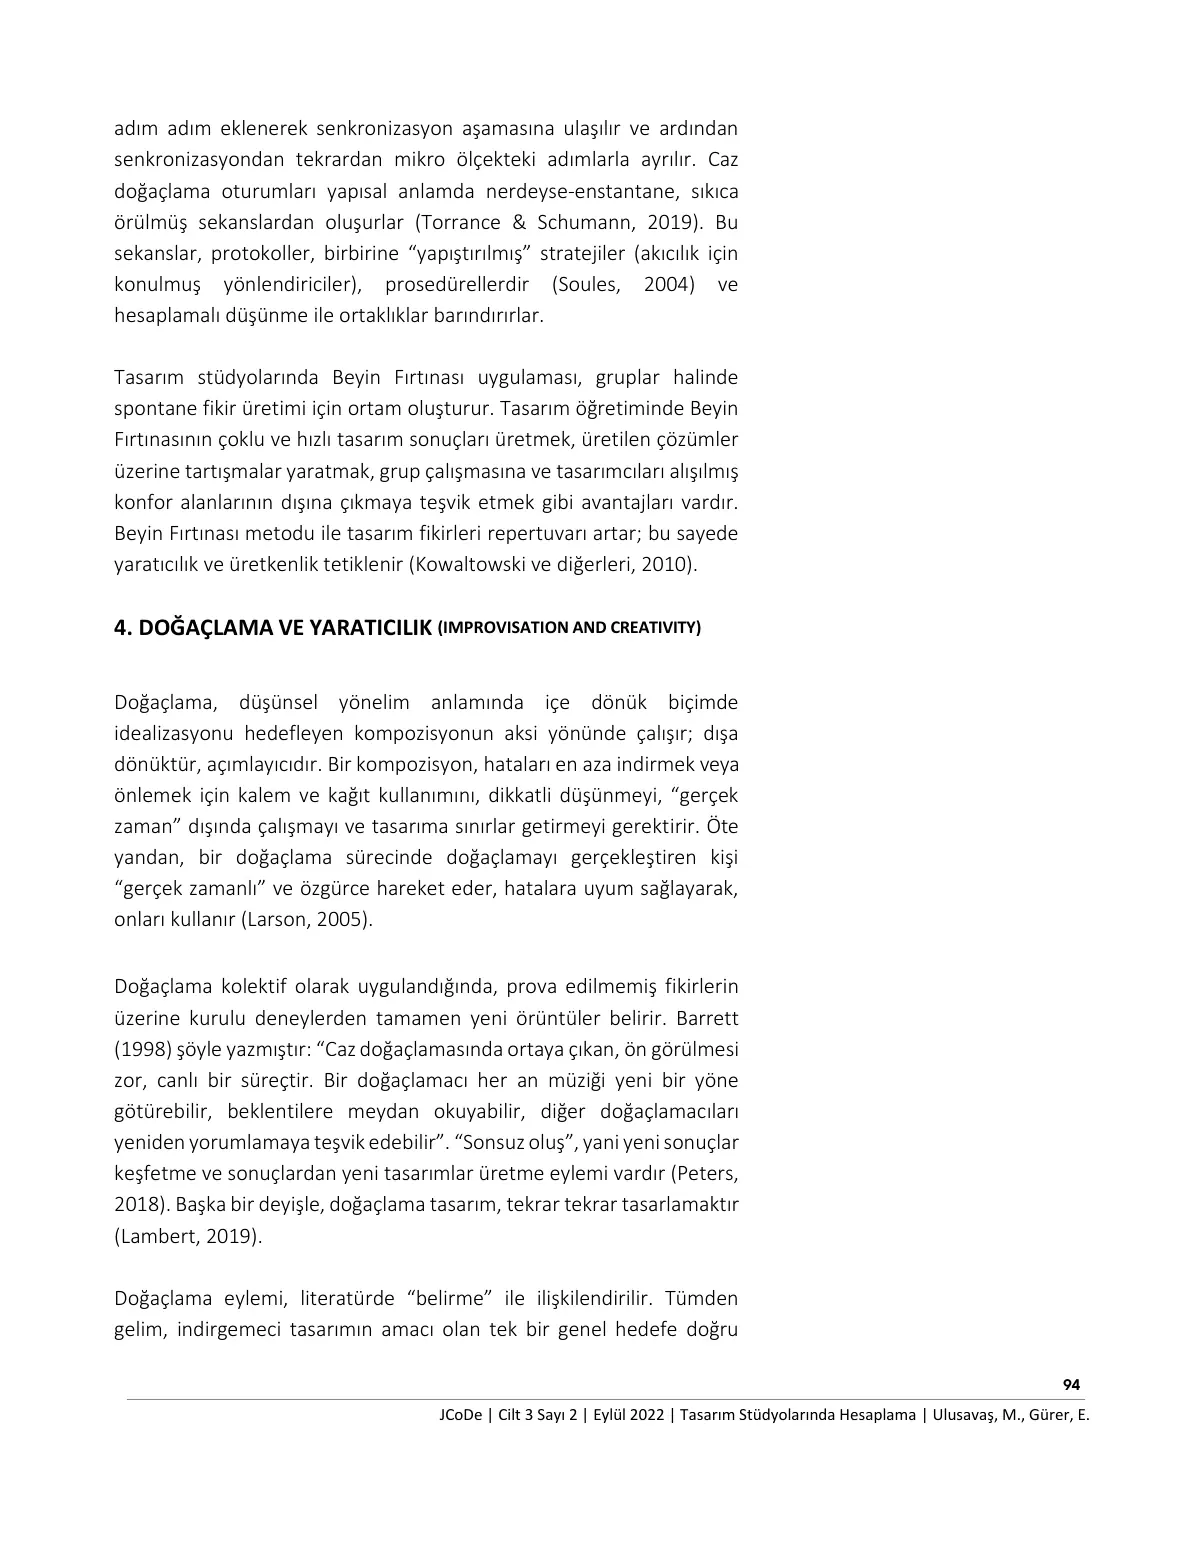 adım adım eklenerek senkronizasyon aşamasına ulaşılır ve ardından
senkronizasyondan tekrardan mikro ölçekteki adımlarla ayrılır. Caz
doğaçlama oturumları yapısal anlamda nerdeyse-enstantane, sıkıca
örülmüş sekanslardan oluşurlar (Torrance & Schumann, 2019). Bu
sekanslar, protokoller, birbirine “yapıştırılmış” stratejiler (akıcılık için
konulmuş yönlendiriciler), prosedürellerdir (Soules, 2004) ve
hesaplamalı düşünme ile ortaklıklar barındırırlar.
Tasarım stüdyolarında Beyin Fırtınası uygulaması, gruplar halinde
spontane fikir üretimi için ortam oluşturur. Tasarım öğretiminde Beyin
Fırtınasının çoklu ve hızlı tasarım sonuçları üretmek, üretilen çözümler
üzerine tartışmalar yaratmak, grup çalışmasına ve tasarımcıları alışılmış
konfor alanlarının dışına çıkmaya teşvik etmek gibi avantajları vardır.
Beyin Fırtınası metodu ile tasarım fikirleri repertuvarı artar; bu sayede
yaratıcılık ve üretkenlik tetiklenir (Kowaltowski ve diğerleri, 2010).
4. DOĞAÇLAMA VE YARATICILIK (IMPROVISATION AND CREATIVITY)
Doğaçlama, düşünsel yönelim anlamında içe dönük biçimde
idealizasyonu hedefleyen kompozisyonun aksi yönünde çalışır; dışa
dönüktür, açımlayıcıdır. Bir kompozisyon, hataları en aza indirmek veya
önlemek için kalem ve kağıt kullanımını, dikkatli düşünmeyi, “gerçek
zaman” dışında çalışmayı ve tasarıma sınırlar getirmeyi gerektirir. Öte
yandan, bir doğaçlama sürecinde doğaçlamayı gerçekleştiren kişi
“gerçek zamanlı” ve özgürce hareket eder, hatalara uyum sağlayarak,
onları kullanır (Larson, 2005).
Doğaçlama kolektif olarak uygulandığında, prova edilmemiş fikirlerin
üzerine kurulu deneylerden tamamen yeni örüntüler belirir. Barrett
(1998) şöyle yazmıştır: “Caz doğaçlamasında ortaya çıkan, ön görülmesi
zor, canlı bir süreçtir. Bir doğaçlamacı her an müziği yeni bir yöne
götürebilir, beklentilere meydan okuyabilir, diğer doğaçlamacıları
yeniden yorumlamaya teşvik edebilir”. “Sonsuz oluş”, yani yeni sonuçlar
keşfetme ve sonuçlardan yeni tasarımlar üretme eylemi vardır (Peters,
2018). Başka bir deyişle, doğaçlama tasarım, tekrar tekrar tasarlamaktır
(Lambert, 2019).
Doğaçlama eylemi, literatürde “belirme” ile ilişkilendirilir. Tümden
gelim, indirgemeci tasarımın amacı olan tek bir genel hedefe doğru
94
JCoDe | Cilt 3 Sayı 2 | Eylül 2022 | Tasarım Stüdyolarında Hesaplama | Ulusavaş, M., Gürer, E.